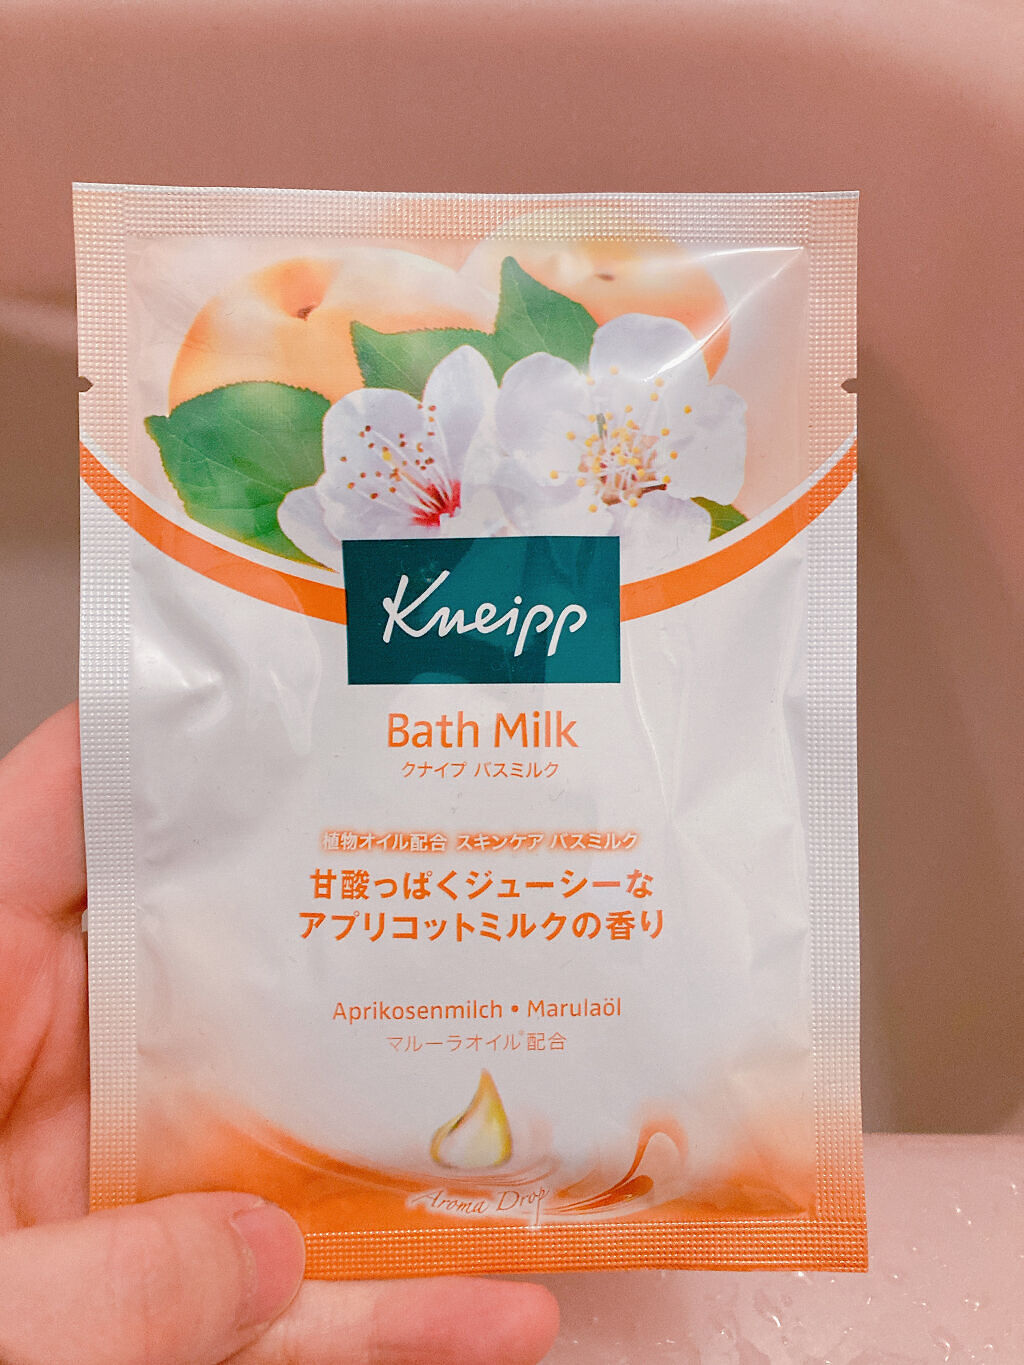 Kneipp
Bath Milk
クナイプ バスミルク
植物オイル配合 スキンケア バスミルク
甘酸っぱくジューシーな
アプリコットミルクの香り
Aprikosenmilch • Marulaöl
マルーラオイル※配合
Aroma Drop